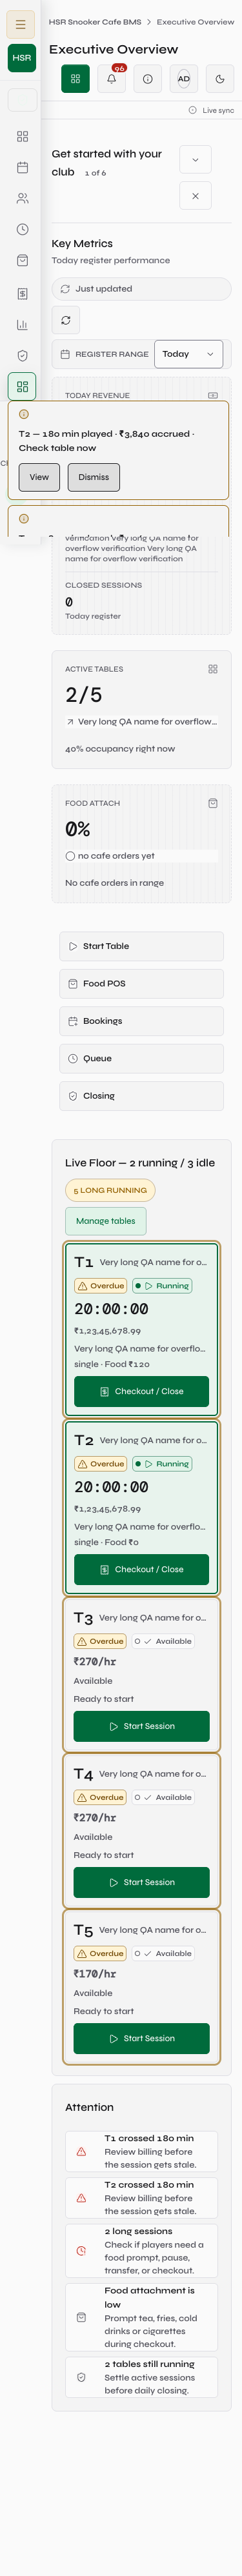 HSR Snooker Cafe BMS > Executive Overview
Executive Overview
HSR
96
AD
Live sync
Get started with your
club 1 of 6
Key Metrics
Today register performance
Just updated
REGISTER RANGE Today
TODAY REVENUE
T2 — 180 min played · ₹3,840 accrued ·
Check table now
View Dismiss
overflow verification Very long QA
name for overflow verification
CLOSED SESSIONS
0
Today register
ACTIVE TABLES
2/5
Very long QA name for overflow...
40% occupancy right now
FOOD ATTACH
0%
no cafe orders yet
No cafe orders in range
Start Table
Food POS
Bookings
Queue
Closing
Live Floor — 2 running / 3 idle
5 LONG RUNNING
Manage tables
T1 Very long QA name for o...
Overdue Running
20:00:00
₹1,23,45,678.99
Very long QA name for overflo...
single · Food ₹120
Checkout / Close
T2 Very long QA name for o...
Overdue Running
20:00:00
₹1,23,45,678.99
Very long QA name for overflo...
single · Food ₹0
Checkout / Close
T3 Very long QA name for o...
Overdue Available
₹270/hr
Available
Ready to start
Start Session
T4 Very long QA name for o...
Overdue Available
₹270/hr
Available
Ready to start
Start Session
T5 Very long QA name for o...
Overdue Available
₹170/hr
Available
Ready to start
Start Session
Attention
T1 crossed 180 min
Review billing before
the session gets stale.
T2 crossed 180 min
Review billing before
the session gets stale.
2 long sessions
Check if players need a
food prompt, pause,
transfer, or checkout.
Food attachment is
low
Prompt tea, fries, cold
drinks or cigarettes
during checkout.
2 tables still running
Settle active sessions
before daily closing.